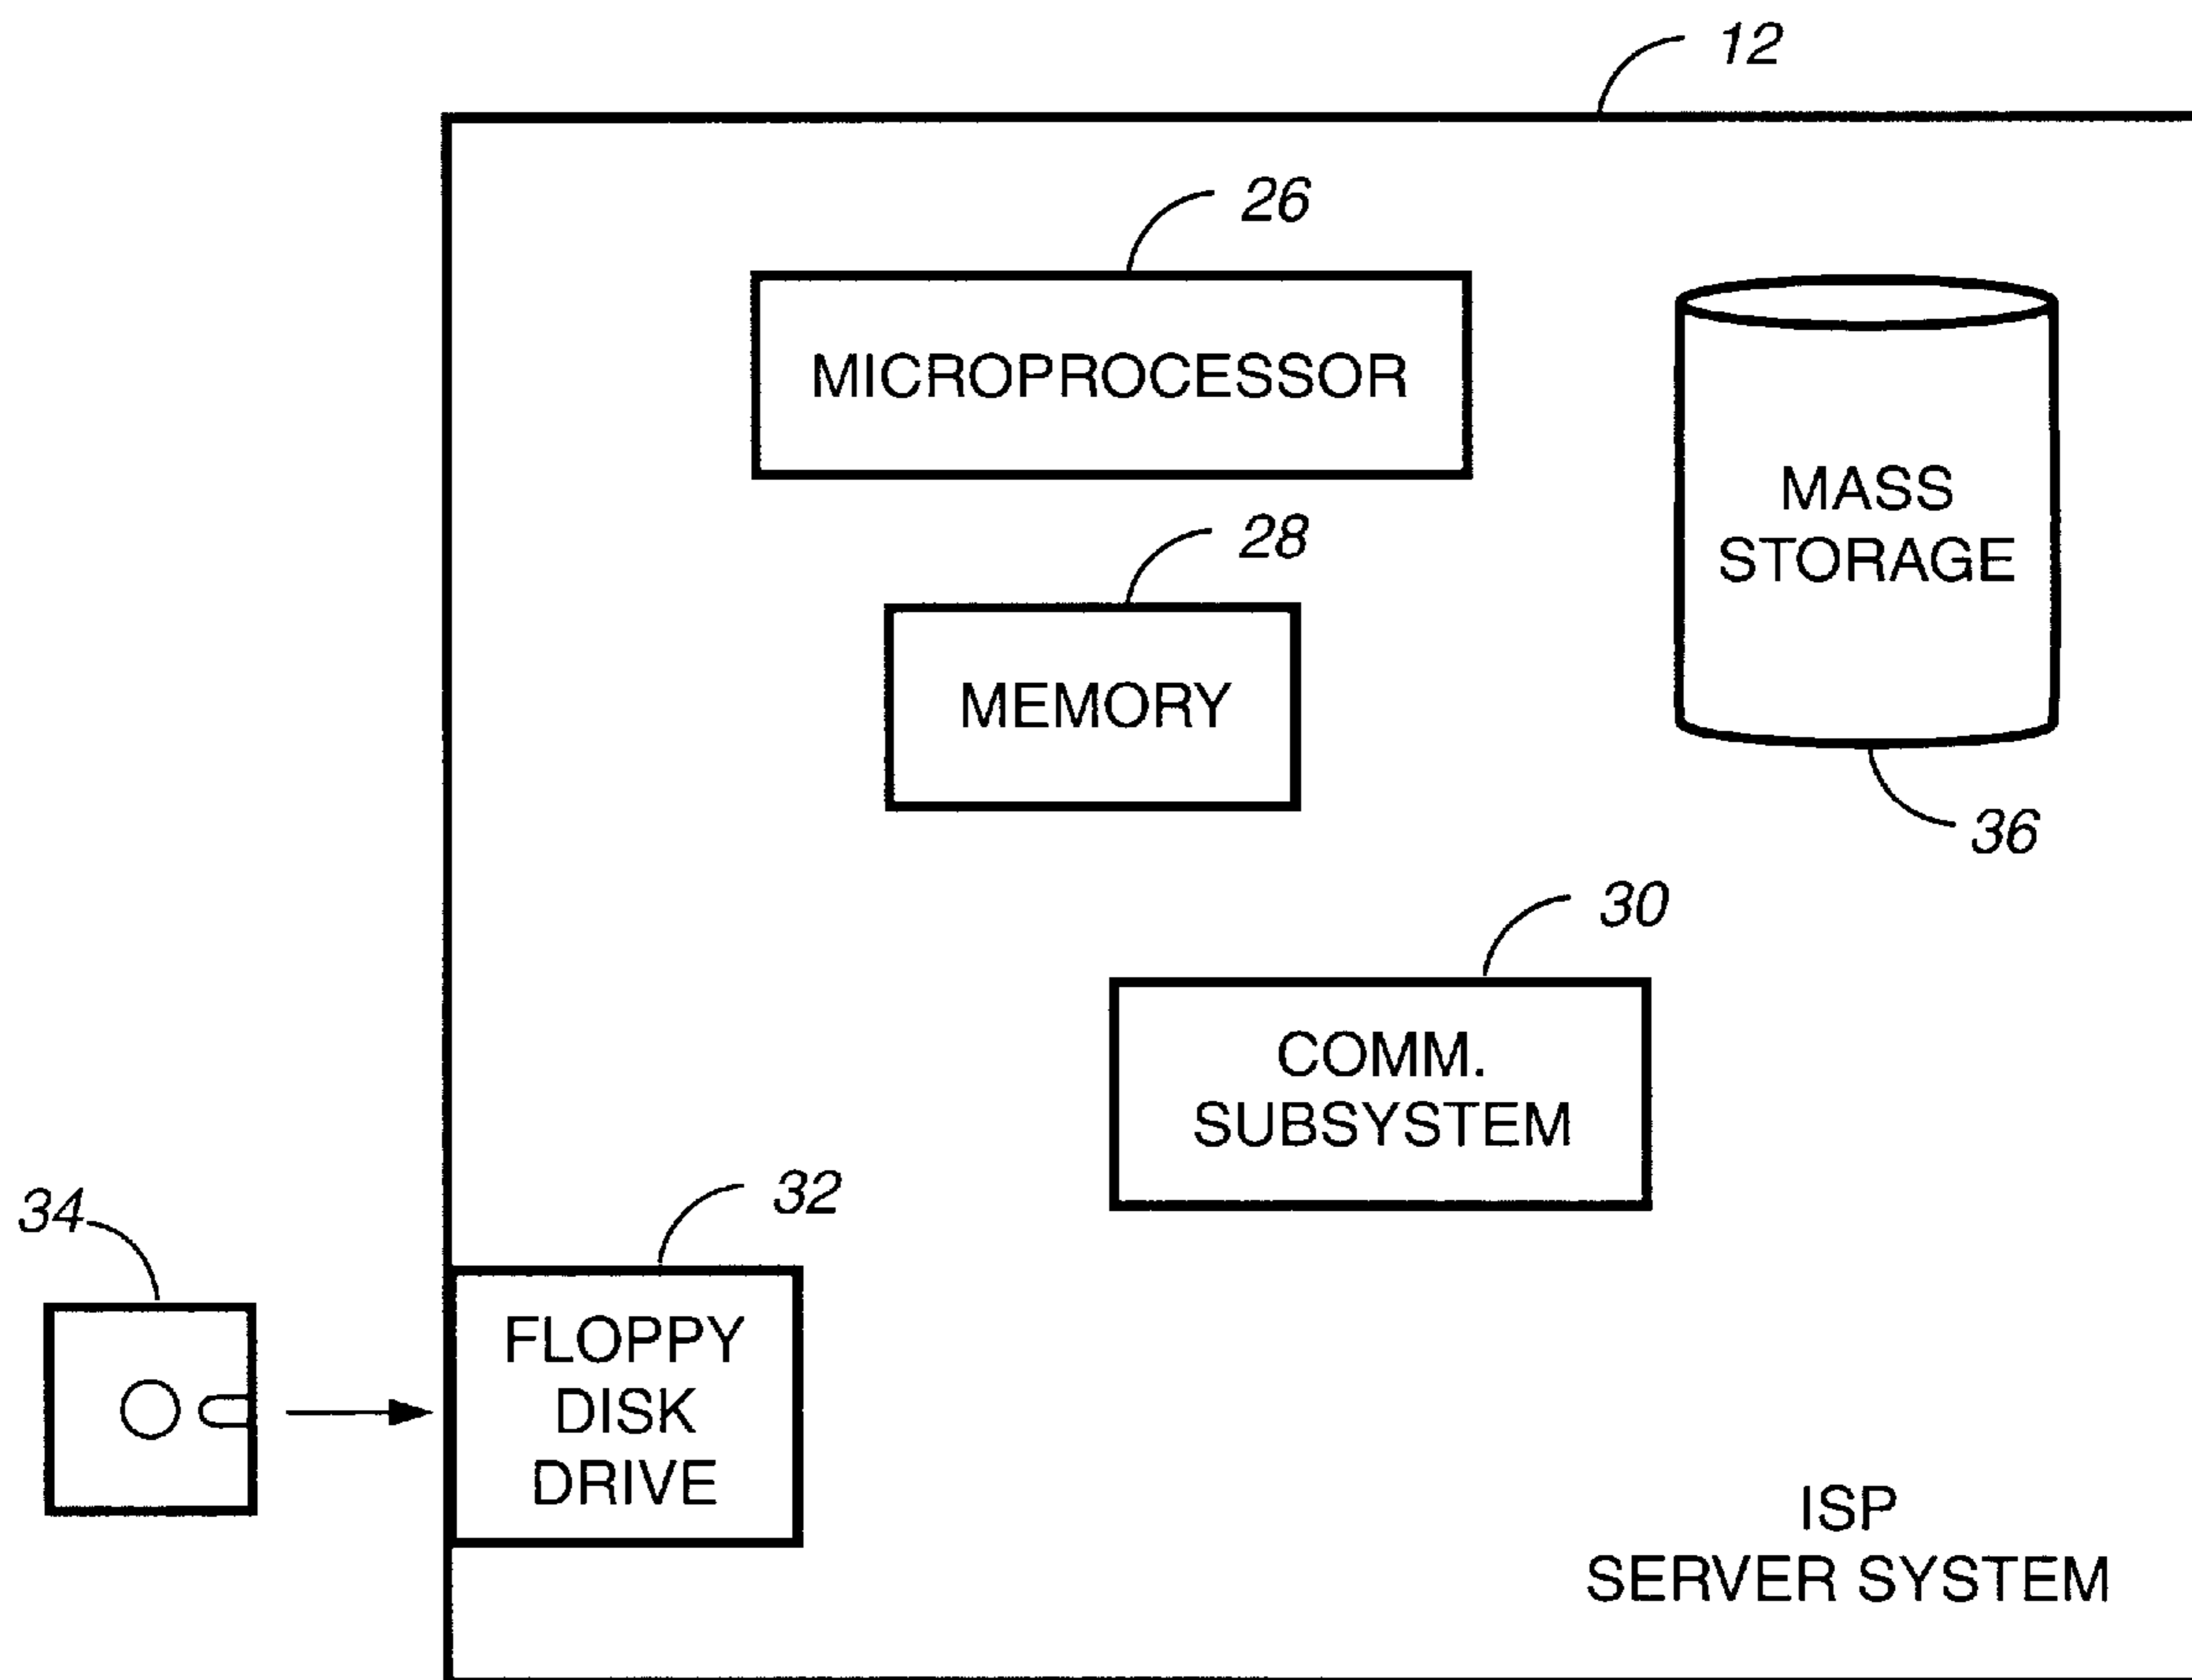 12
26
MICROPROCESSOR
MASS
STORAGE
28
MEMORY
36
30
COMM.
SUBSYSTEM
32
34
FLOPPY
DISK
DRIVE
ISP
SERVER SYSTEM